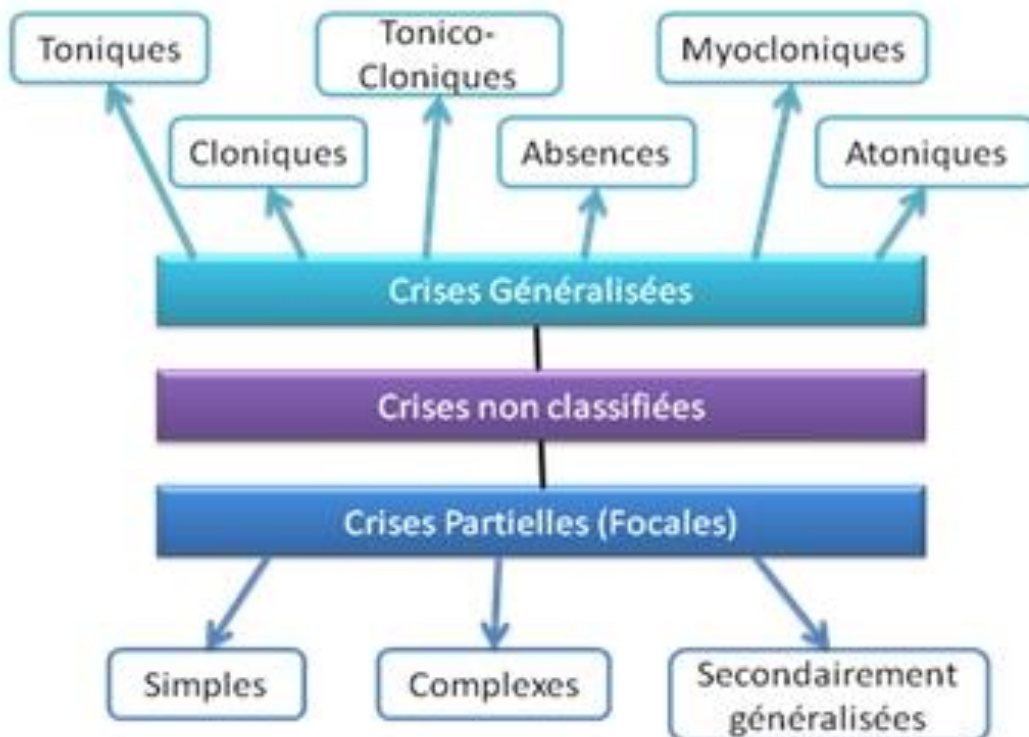 Toniques
Tonico-
Cloniques
Myocloniques
Cloniques
Absences
Atoniques
Crises Généralisées
Crises non classifiées
Crises Partielles (Focales)
Simples
Complexes
Secondairement
généralisées